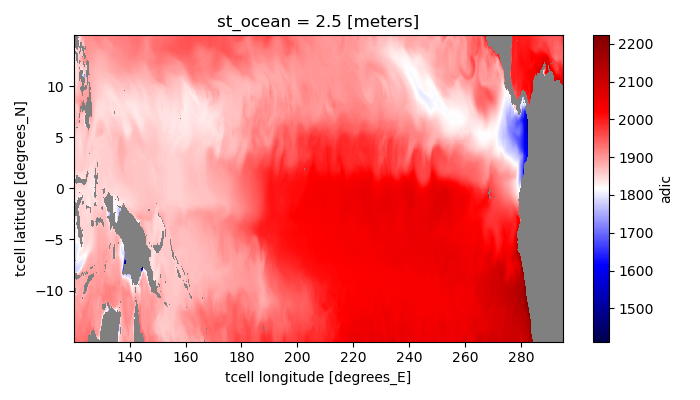 st_ocean = 2.5 [meters]
10
5
0
−5
−10
tcell latitude [degrees_N]
140 160 180 200 220 240 260 280
tcell longitude [degrees_E]
2200
2100
2000
1900
1800
1700
1600
1500
adic